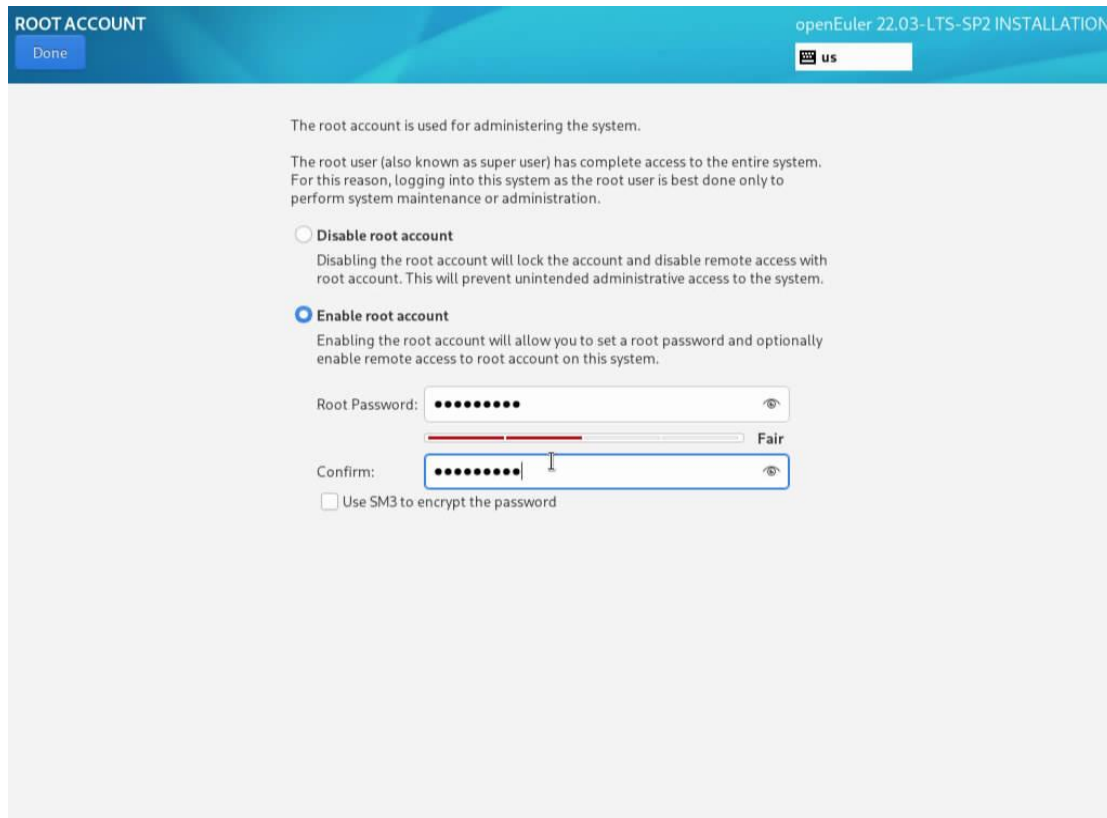 ROOT ACCOUNT
openEuler 22.03-LTS-SP2 INSTALLATION
Done
us
The root account is used for administering the system.
The root user (also known as super user) has complete access to the entire system.
For this reason, logging into this system as the root user is best done only to
perform system maintenance or administration.
Disable root account
Disabling the root account will lock the account and disable remote access with
root account. This will prevent unintended administrative access to the system.
Enable root account
Enabling the root account will allow you to set a root password and optionally
enable remote access to root account on this system.
Root Password: •••••••••
Fair
Confirm: •••••••••
Use SM3 to encrypt the password